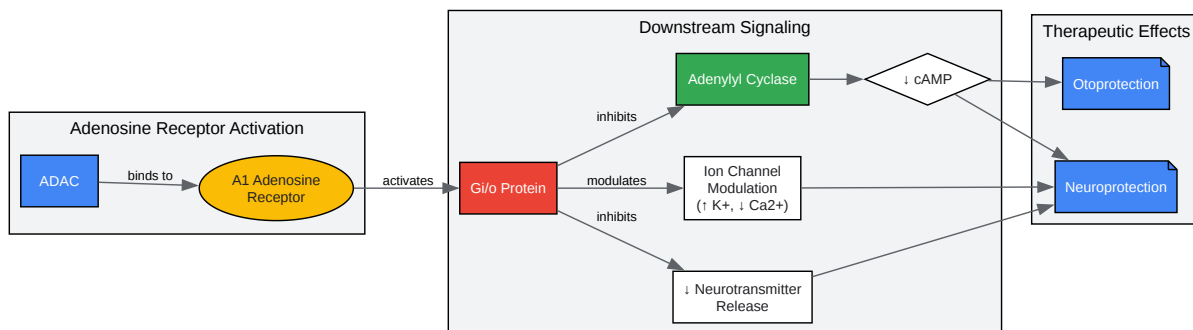 Adenosine Receptor Activation
ADAC
binds to
A1 Adenosine
Receptor
activates
Downstream Signaling
Gi/o Protein
inhibits
modulates
inhibits
Adenylyl Cyclase
↓ cAMP
Ion Channel
Modulation
(↑ K+, ↓ Ca2+)
↓ Neurotransmitter
Release
Therapeutic Effects
Otoprotection
Neuroprotection